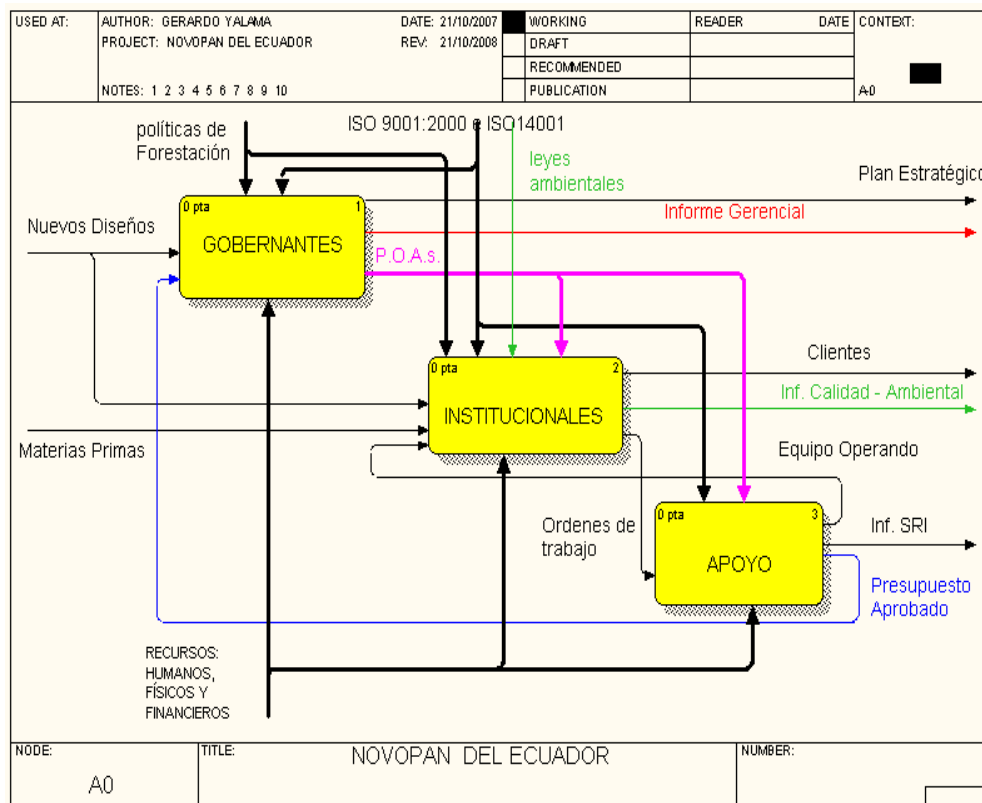 USED AT:
AUTHOR: GERARDO YALAMA
DATE: 21/10/2007
PROJECT: NOVOPAN DEL ECUADOR
REV: 21/10/2008
NOTES: 1 2 3 4 5 6 7 8 9 10
WORKING
DRAFT
RECOMMENDED
PUBLICATION
READER
DATE
CONTEXT:
A-0
políticas de
Forestación
ISO 9001:2000 e ISO14001
leyes
ambientales
Plan Estratégico
Nuevos Diseños
0 pta
1
GOBERNANTES
Informe Gerencial
P.O.A.s.
Clientes
0 pta
2
INSTITUCIONALES
Inf. Calidad - Ambiental
Materias Primas
Equipo Operando
Ordenes de
trabajo
0 pta
3
APOYO
Inf. SRI
Presupuesto
Aprobado
RECURSOS:
HUMANOS,
FÍSICOS Y
FINANCIEROS
NODE:
A0
TITLE:
NOVOPAN DEL ECUADOR
NUMBER: